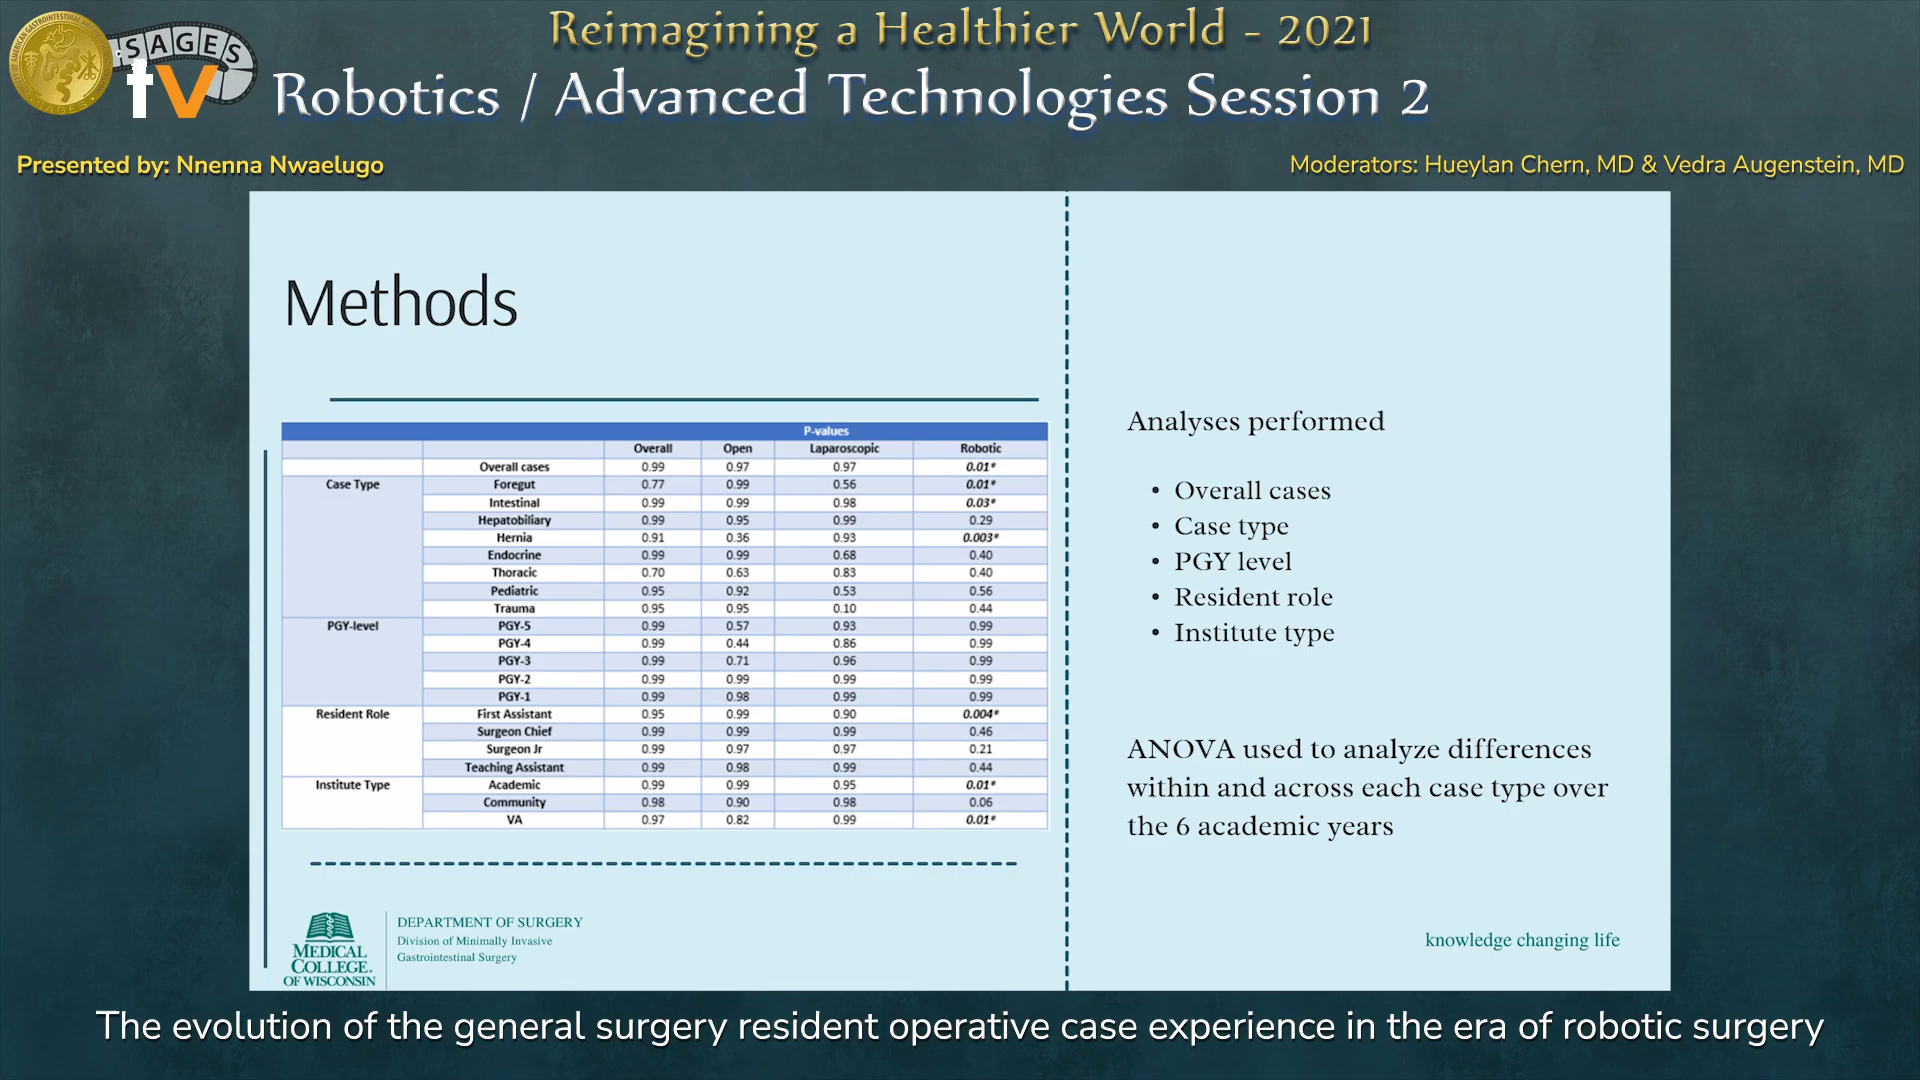 Reimagining a Healthier World - 2021
SAGES
tv
Robotics / Advanced Technologies Session 2
Presented by: Nnenna Nwaelugo
Moderators: Hueylan Chern, MD & Vedra Augenstein, MD
Methods
P-values
Overall Open Laparoscopic Robotic
Overall cases 0.99 0.97 0.97 0.01*
Case Type Foregut 0.77 0.99 0.56 0.01*
Intestinal 0.99 0.99 0.98 0.03*
Hepatobiliary 0.99 0.95 0.99 0.29
Hernia 0.91 0.36 0.93 0.003*
Endocrine 0.99 0.99 0.68 0.40
Thoracic 0.70 0.63 0.83 0.40
Pediatric 0.95 0.92 0.53 0.56
Trauma 0.95 0.95 0.10 0.44
PGY-level PGY-5 0.99 0.57 0.93 0.99
PGY-4 0.99 0.44 0.86 0.99
PGY-3 0.99 0.71 0.96 0.99
PGY-2 0.99 0.99 0.99 0.99
PGY-1 0.99 0.98 0.99 0.99
Resident Role First Assistant 0.95 0.99 0.90 0.004*
Surgeon Chief 0.99 0.99 0.99 0.46
Surgeon Jr 0.99 0.97 0.97 0.21
Teaching Assistant 0.99 0.98 0.99 0.44
Institute Type Academic 0.99 0.99 0.95 0.01*
Community 0.98 0.90 0.98 0.06
VA 0.97 0.82 0.99 0.01*
Analyses performed
• Overall cases
• Case type
• PGY level
• Resident role
• Institute type
ANOVA used to analyze differences
within and across each case type over
the 6 academic years
MEDICAL
COLLEGE.
OF WISCONSIN
DEPARTMENT OF SURGERY
Division of Minimally Invasive
Gastrointestinal Surgery
knowledge changing life
The evolution of the general surgery resident operative case experience in the era of robotic surgery